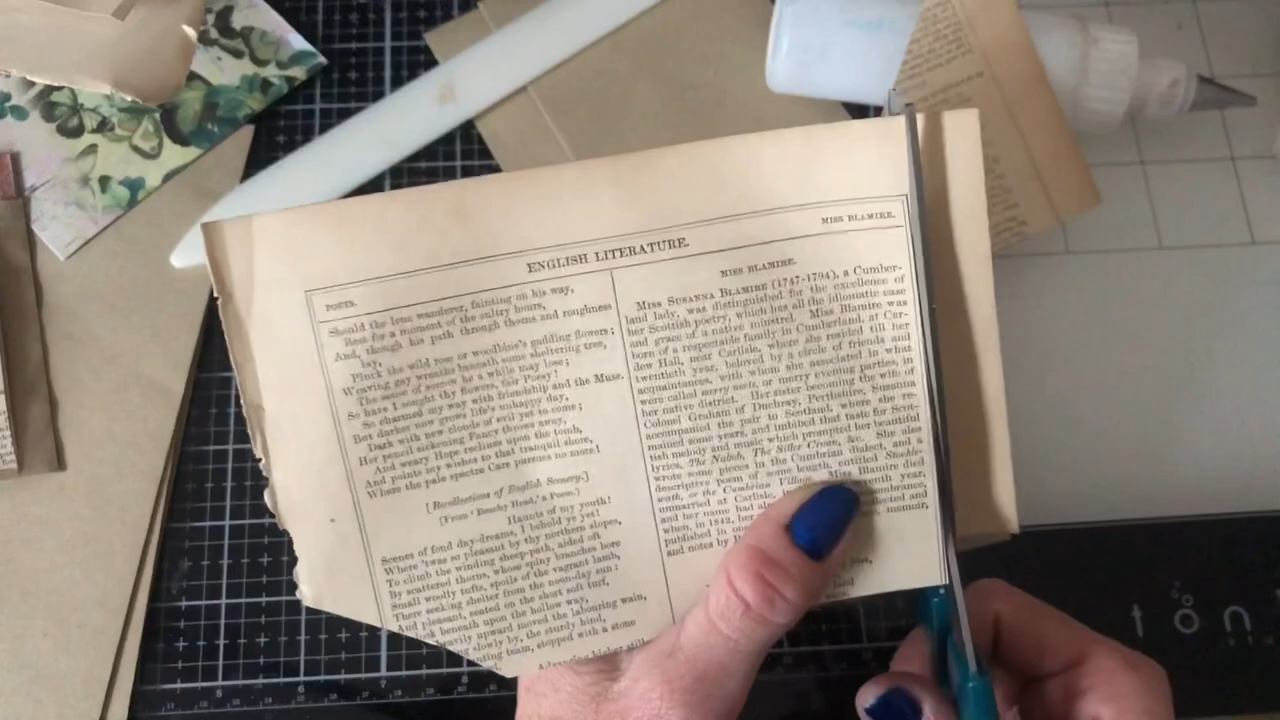 POETS.
ENGLISH LITERATURE.
MISS BLAMIRE.
Should the lone wanderer, fainting on his way,
Rest for a moment of the sultry hours,
And, though his path through thorns and roughness
lay,
Pluck the wild rose or woodbine's gadding flowers;
Weaving gay wreaths beneath some sheltering tree,
The sense of sorrow he a while may lose;
So have I sought thy flowers, fair Poesy!
So charmed my way with friendship and the Muse.
But darker now grows life's unhappy day,
Dark with new clouds of evil yet to come;
Her pencil sickening Fancy throws away,
And weary Hope reclines upon the tomb,
And points my wishes to that tranquil shore,
Where the pale spectre Care pursues no more!
[Recollections of English Scenery.]
[From 'Beachy Head,' a Poem.]
Haunts of my youth!
Scenes of fond day-dreams, I behold ye yet!
Where 'twas so pleasant by thy northern slopes,
To climb the winding sheep-path, aided oft
By scattered thorns, whose spiny branches bore
Small woolly tufts, spoils of the vagrant lamb,
There seeking shelter from the noon-day sun:
And pleasant, seated on the short soft turf,
beneath upon the hollow way,
heavily upward moved the labouring wain,
slowly by, the sturdy hind,
team, stopped with a stone
Advancing higher still
MISS BLAMIRE.
MISS SUSANNA BLAMIRE (1747-1794), a Cumber-
land lady, was distinguished for the excellence of
her Scottish poetry, which has all the idiomatic ease
and grace of a native minstrel. Miss Blamire was
born of a respectable family in Cumberland, at Car-
dew Hall, near Carlisle, where she resided till her
twentieth year, beloved by a circle of friends and
acquaintances, with whom she associated in what
were called merry neets, or merry evening parties, in
her native district. Her sister becoming the wife of
Colonel Graham of Duchray, Perthshire, Susanna
accompanied the pair to Scotland, where she re-
mained some years, and imbibed that taste for Scot-
tish melody and music which prompted her beautiful
lyrics, The Nabob, The Siller Croun, &c. She also
wrote some pieces in the Cumbrian dialect, and a
descriptive poem of some length, entitled Stockle-
wath, or the Cumbrian Village. Miss Blamire died
unmarried at Carlisle, year,
and her name had
when, in 1842, her collected and
published in one memoir,
and notes by
5
6
7
8
11
tôn